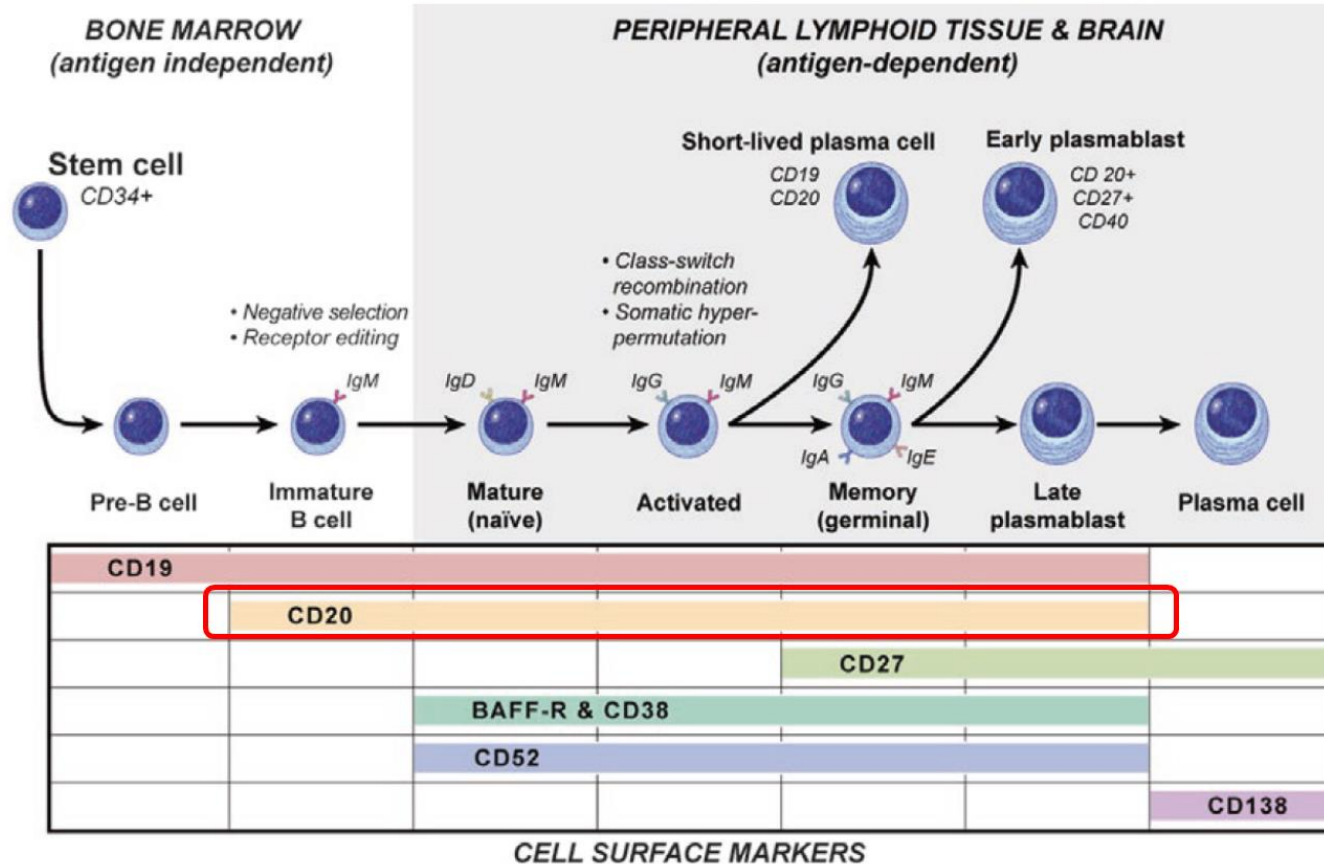 BONE MARROW
(antigen independent)
PERIPHERAL LYMPHOID TISSUE & BRAIN
(antigen-dependent)
Stem cell
CD34+
Short-lived plasma cell
CD19
CD20
Early plasmablast
CD 20+
CD27+
CD40
• Negative selection
• Receptor editing
• Class-switch
recombination
• Somatic hyper-
permutation
IgM
IgD
IgM
IgG
IgM
IgG
IgM
IgA
IgE
Pre-B cell
Immature
B cell
Mature
(naïve)
Activated
Memory
(germinal)
Late
plasmablast
Plasma cell
CD19
CD20
CD27
BAFF-R & CD38
CD52
CD138
CELL SURFACE MARKERS